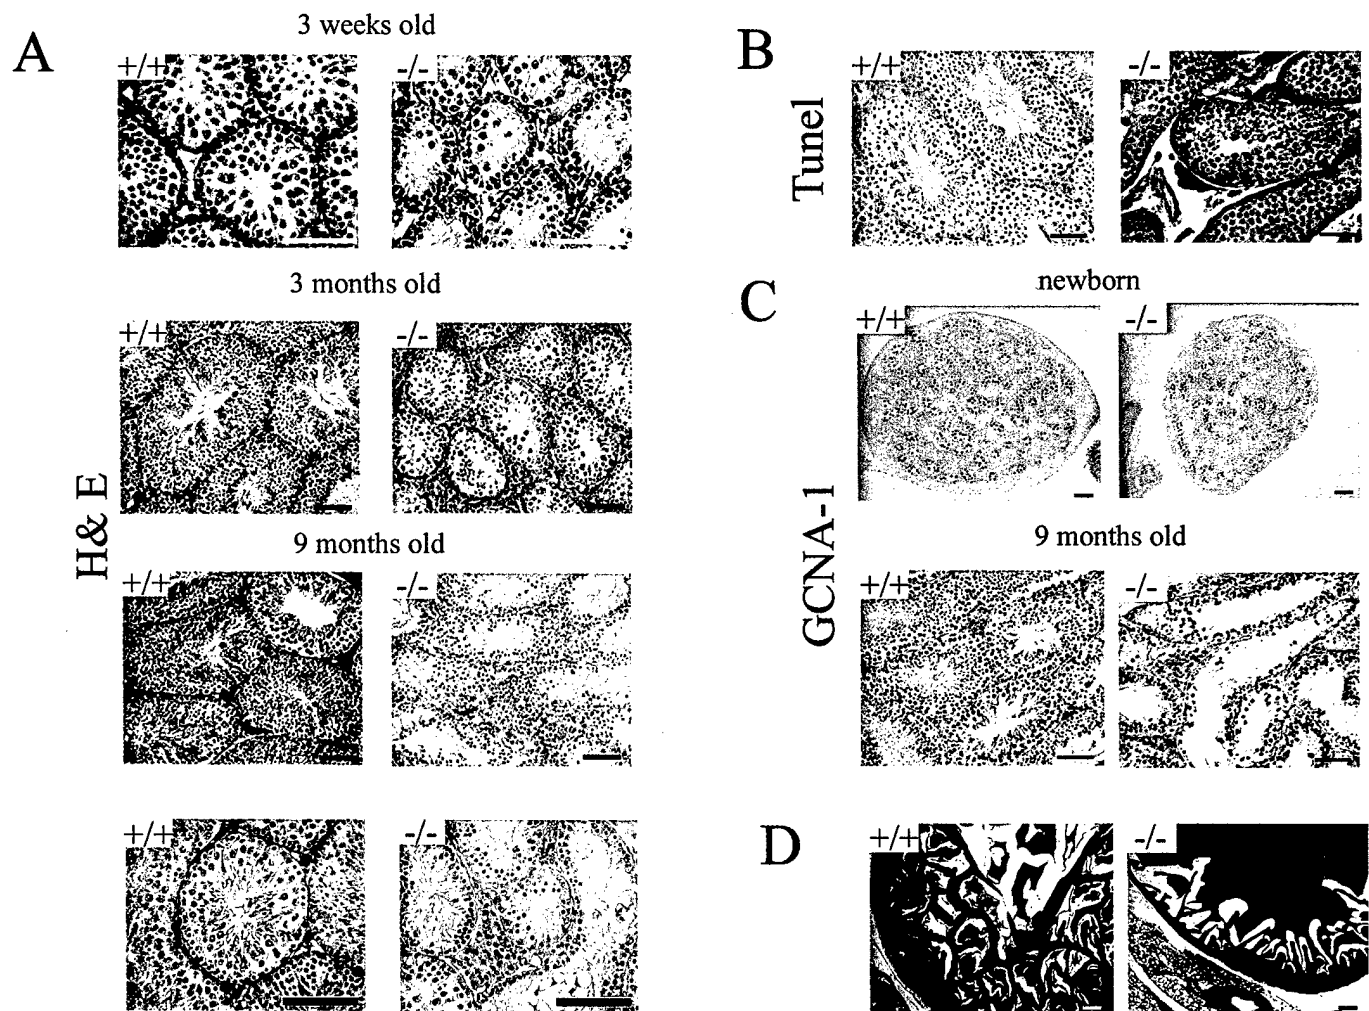 A
3 weeks old
+/+
-/-
3 months old
+/+
-/-
H& E
9 months old
+/+
-/-
+/+
-/-
B
Tunel
+/+
-/-
C
newborn
+/+
-/-
GCNA-1
9 months old
+/+
-/-
D
+/+
-/-